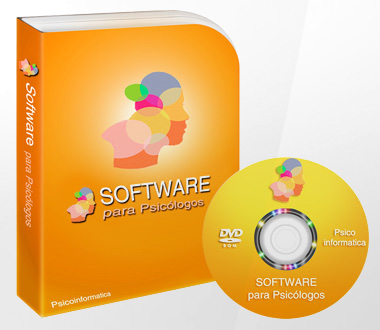 Software para Psicólogos
SOFTWARE
para Psicólogos
Psicoinformatica
DVD
ROM
Psico
informatica
SOFTWARE
para Psicólogos